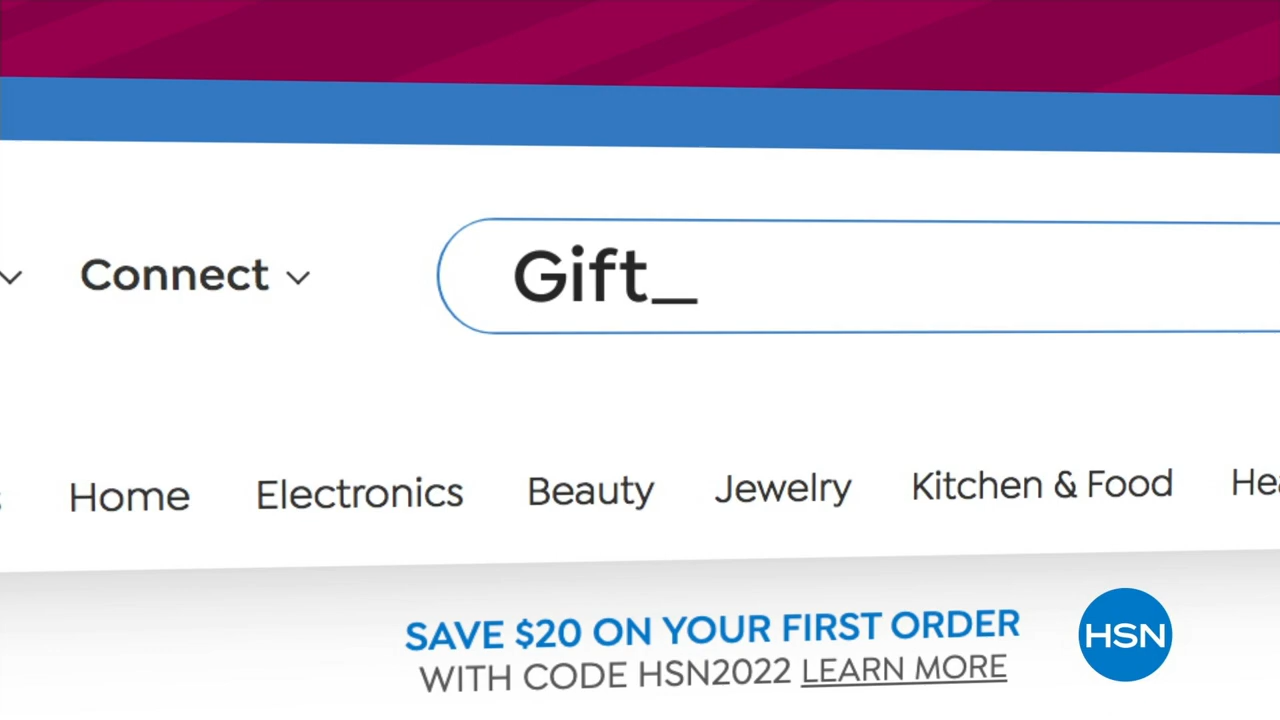 Connect
Gift_
Home Electronics Beauty Jewelry Kitchen & Food
SAVE $20 ON YOUR FIRST ORDER
WITH CODE HSN2022 LEARN MORE
HSN